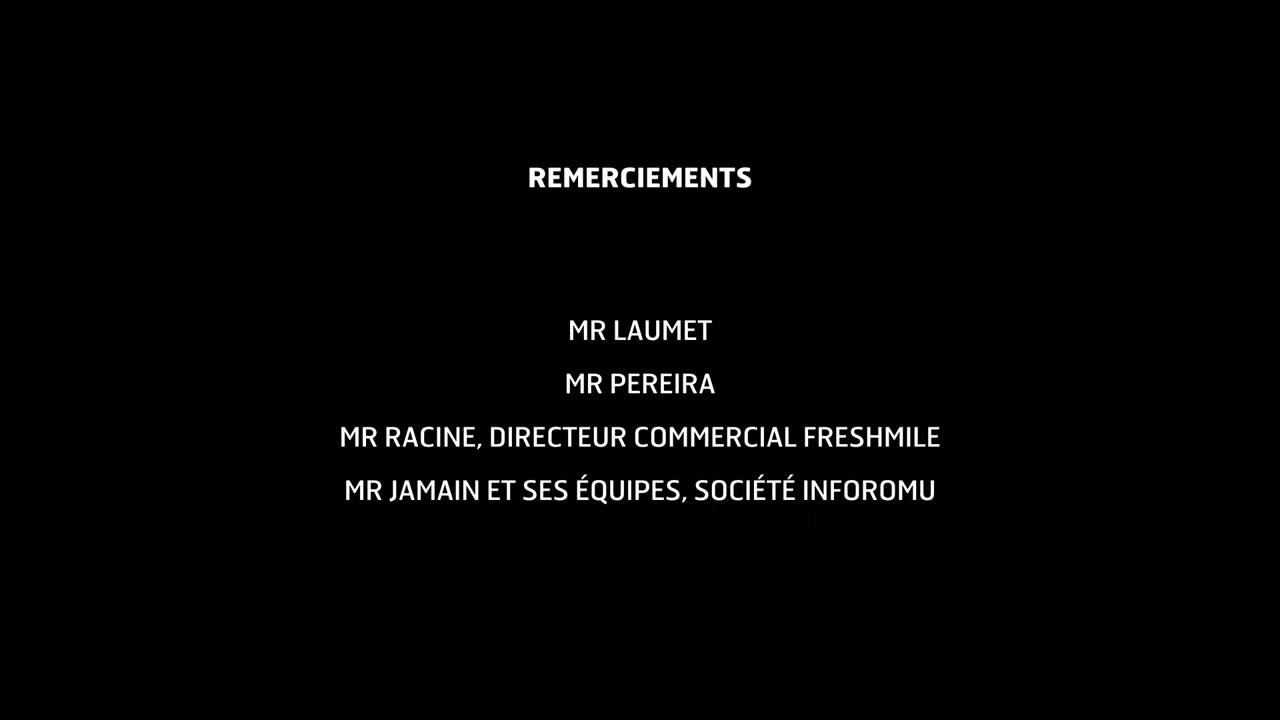 REMERCIEMENTS
MR LAUMET
MR PEREIRA
MR RACINE, DIRECTEUR COMMERCIAL FRESHMILE
MR JAMAIN ET SES ÉQUIPES, SOCIÉTÉ INFOROMU